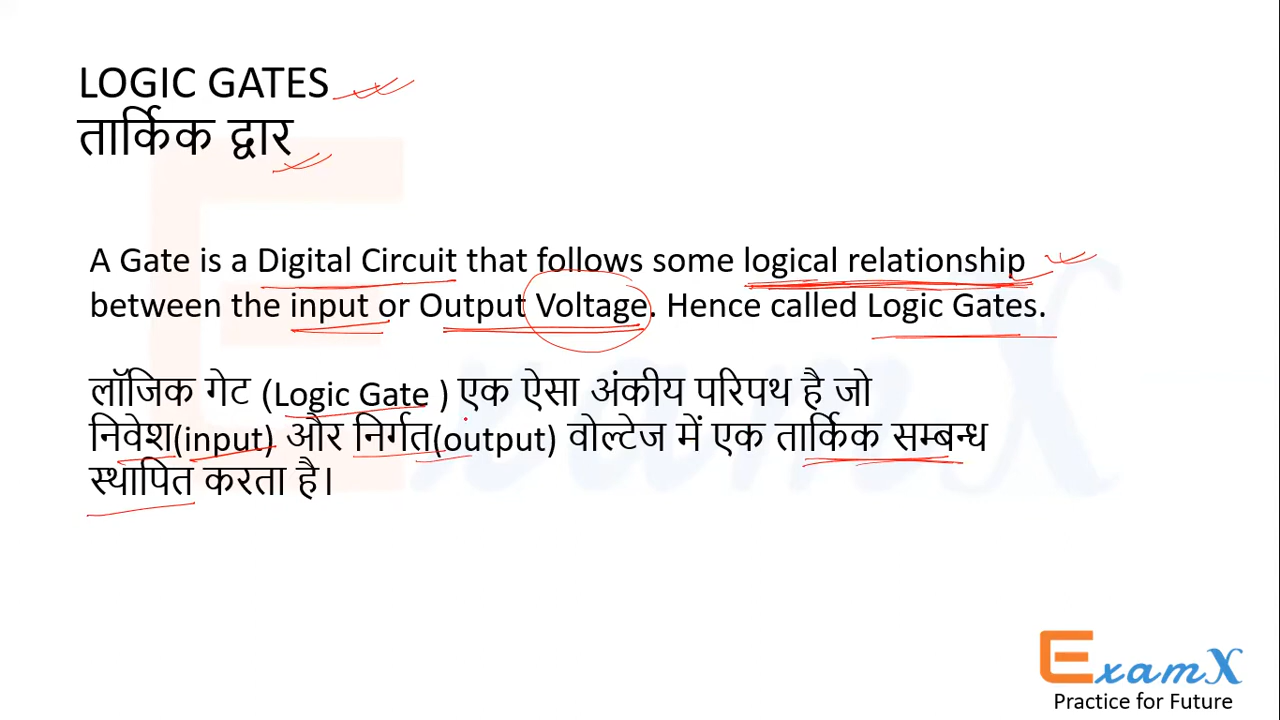 LOGIC GATES
तार्किक द्वार
A Gate is a Digital Circuit that follows some logical relationship
between the input or Output Voltage. Hence called Logic Gates.
लॉजिक गेट (Logic Gate ) एक ऐसा अंकीय परिपथ है जो
निवेश(input) और निर्गत(output) वोल्टेज में एक तार्किक सम्बन्ध
स्थापित करता है।
ExamX
ExamX
Practice for Future